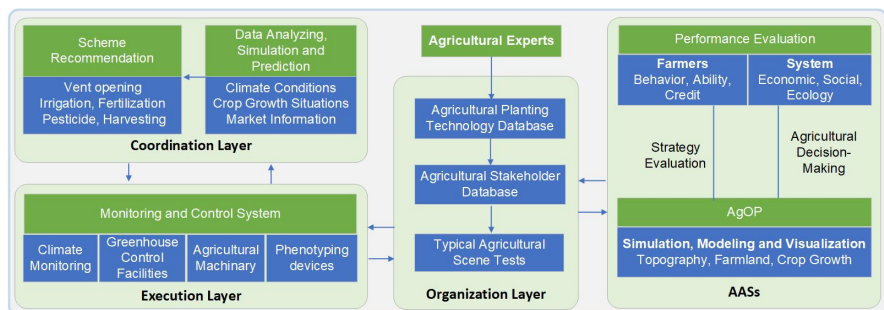 Scheme
Recommendation
Vent opening
Irrigation, Fertilization
Pesticide, Harvesting
Data Analyzing,
Simulation and
Prediction
Climate Conditions
Crop Growth Situations
Market Information
Coordination Layer
Monitoring and Control System
Climate
Monitoring
Greenhouse
Control
Facilities
Agricultural
Machinary
Phenotyping
devices
Execution Layer
Agricultural Experts
Agricultural Planting
Technology Database
Agricultural Stakeholder
Database
Typical Agricultural
Scene Tests
Organization Layer
Performance Evaluation
Farmers
Behavior, Ability,
Credit
System
Economic, Social,
Ecology
Strategy
Evaluation
Agricultural
Decision-
Making
AgOP
Simulation, Modeling and Visualization
Topography, Farmland, Crop Growth
AASs